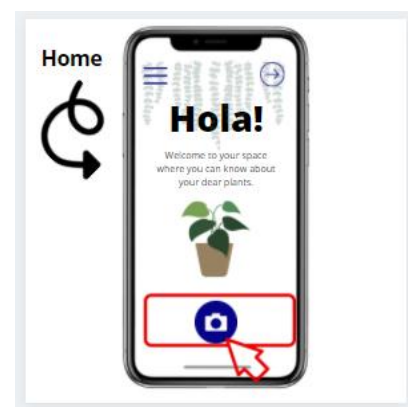 Home
Hola!
Welcome to your space
where you can know about
your dear plants.